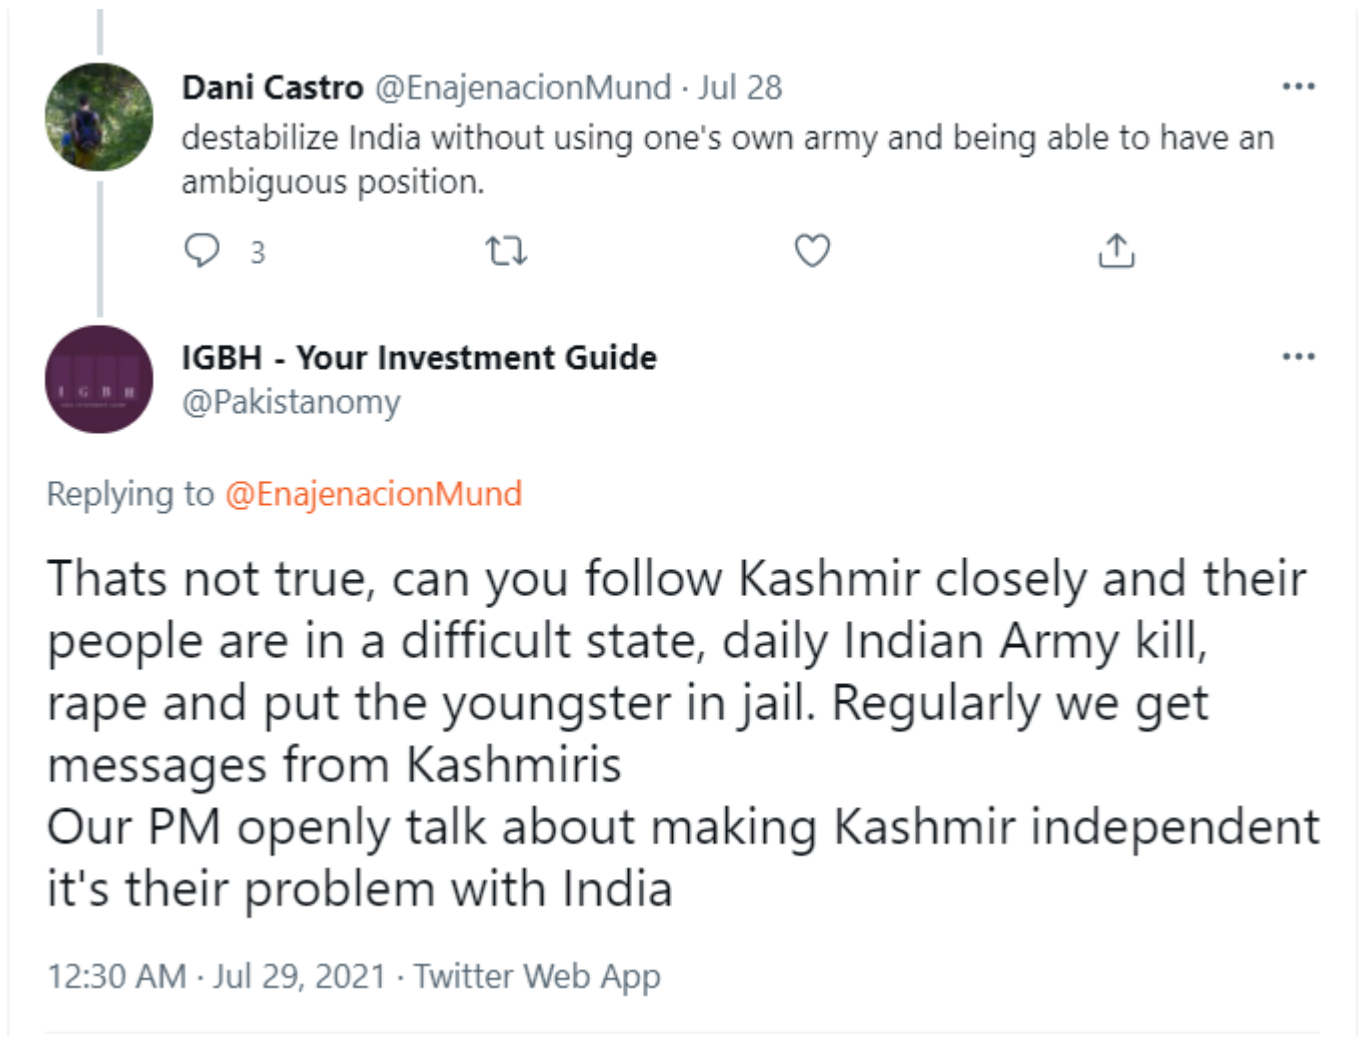 Dani Castro @EnajenacionMund · Jul 28
destabilize India without using one's own army and being able to have an
ambiguous position.
3
IGBH - Your Investment Guide
@Pakistanomy
I G B H
Replying to @EnajenacionMund
Thats not true, can you follow Kashmir closely and their
people are in a difficult state, daily Indian Army kill,
rape and put the youngster in jail. Regularly we get
messages from Kashmiris
Our PM openly talk about making Kashmir independent
it's their problem with India
12:30 AM · Jul 29, 2021 · Twitter Web App